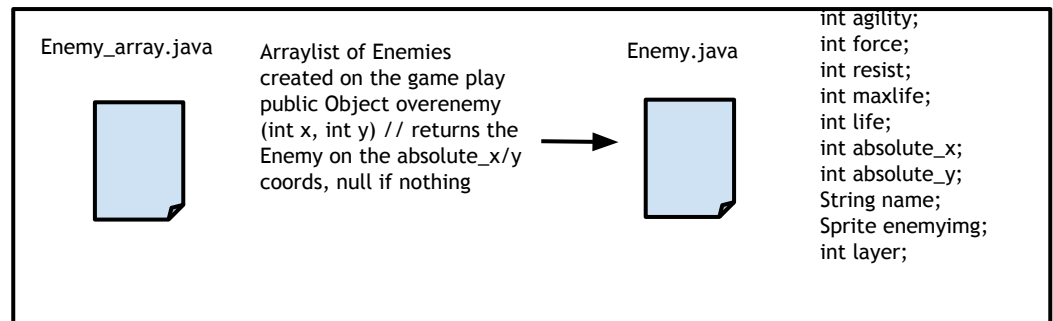 Enemy_array.java
Arraylist of Enemies
created on the game play
public Object overenemy
(int x, int y) // returns the
Enemy on the absolute_x/y
coords, null if nothing
Enemy.java
int agility;
int force;
int resist;
int maxlife;
int life;
int absolute_x;
int absolute_y;
String name;
Sprite enemyimg;
int layer;